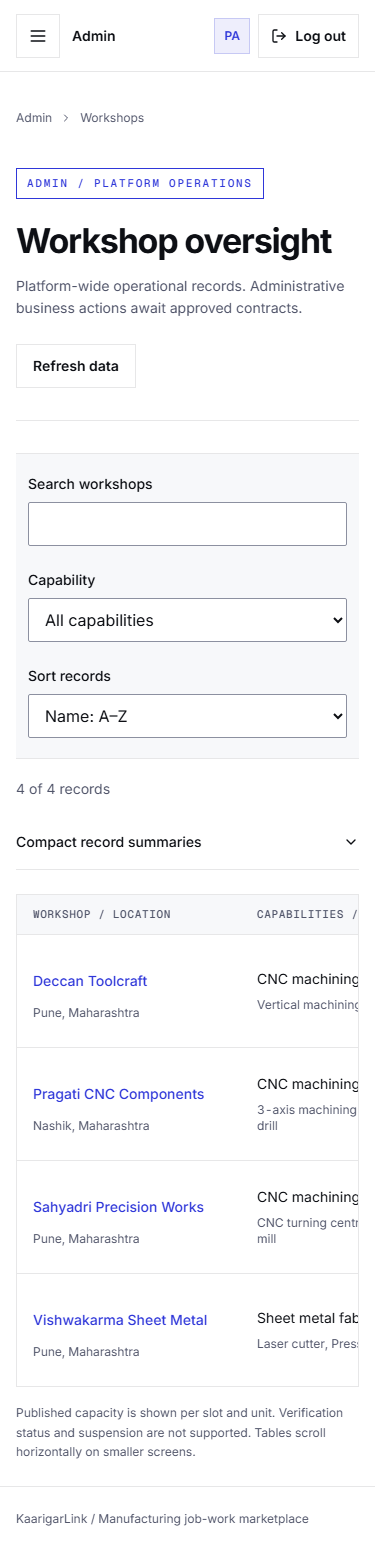 Admin
PA
Log out
Admin
Workshops
ADMIN / PLATFORM OPERATIONS
Workshop oversight
Platform-wide operational records. Administrative
business actions await approved contracts.
Refresh data
Search workshops
Capability
All capabilities
Sort records
Name: A–Z
4 of 4 records
Compact record summaries
WORKSHOP / LOCATION
CAPABILITIES /
Deccan Toolcraft
CNC machining
Pune, Maharashtra
Vertical machining
Pragati CNC Components
CNC machining
Nashik, Maharashtra
3-axis machining
drill
Sahyadri Precision Works
CNC machining
Pune, Maharashtra
CNC turning centr
mill
Vishwakarma Sheet Metal
Sheet metal fab
Pune, Maharashtra
Laser cutter, Press
Published capacity is shown per slot and unit. Verification
status and suspension are not supported. Tables scroll
horizontally on smaller screens.
KaarigarLink / Manufacturing job-work marketplace